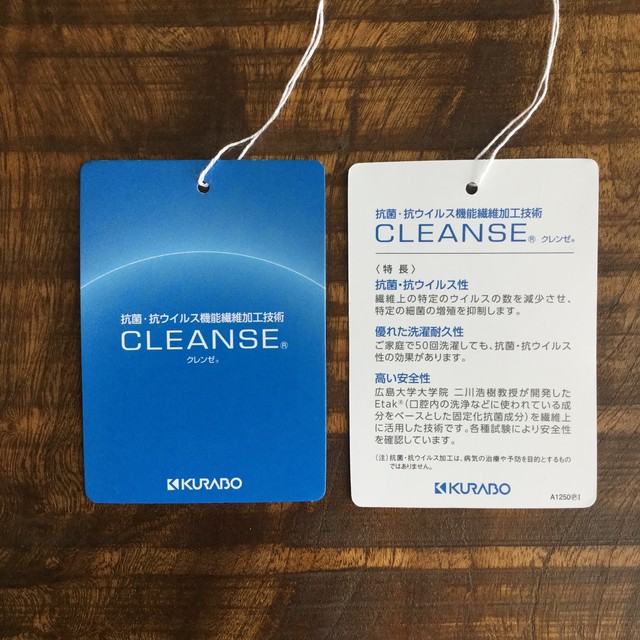 抗菌・抗ウイルス機能繊維加工技術
CLEANSE®
クレンゼ®
KURABO
抗菌・抗ウイルス機能繊維加工技術
CLEANSE® クレンゼ®
〈特長〉
抗菌・抗ウイルス性
繊維上の特定のウイルスの数を減少させ、
特定の細菌の増殖を抑制します。
優れた洗濯耐久性
ご家庭で50回洗濯しても、抗菌・抗ウイルス
性の効果があります。
高い安全性
広島大学大学院 二川浩樹教授が開発した
Etak®(口腔内の洗浄などに使われている成
分をベースとした固定化抗菌成分)を繊維上
に活用した技術です。各種試験により安全性
を確認しています。
(注)抗菌・抗ウイルス加工は、病気の治療や予防を目的とするもの
ではありません。
KURABO
A1250